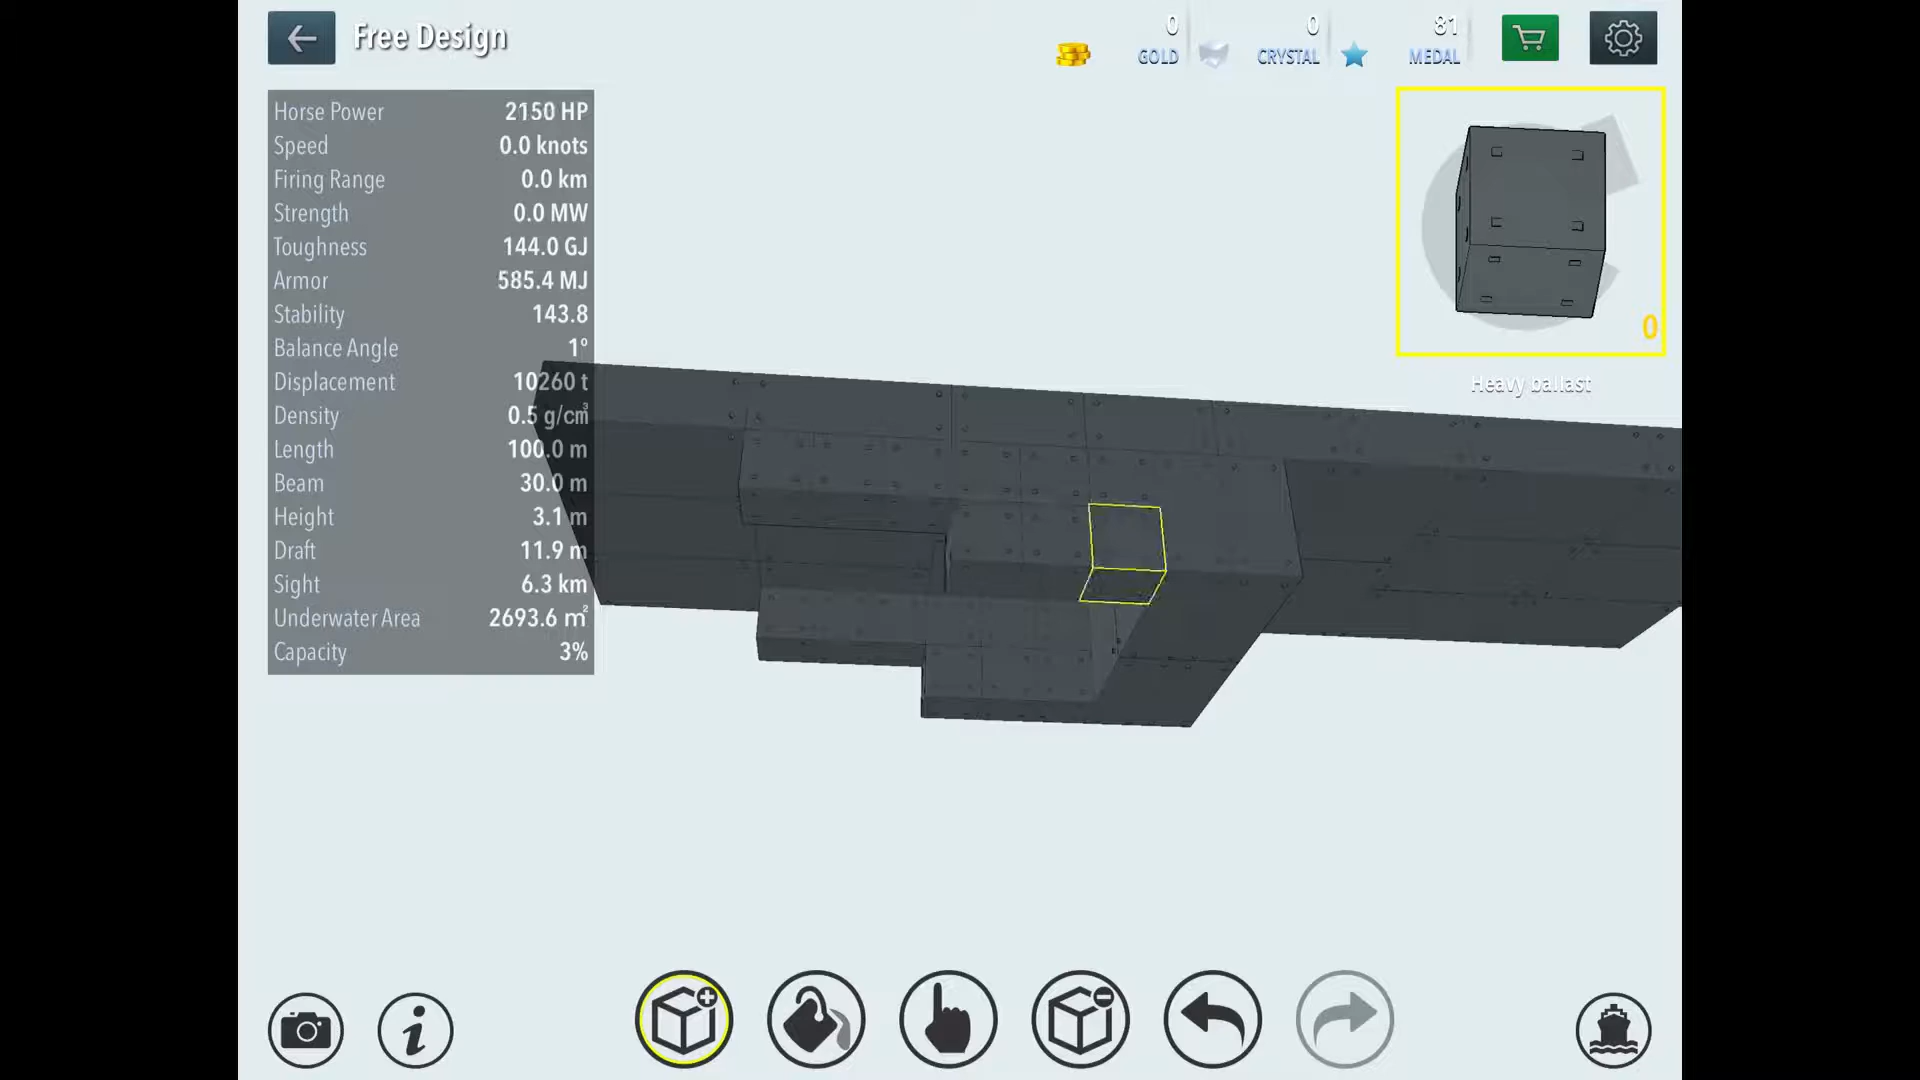 Free Design
0 GOLD
0 CRYSTAL
81 MEDAL
Horse Power 2150 HP
Speed 0.0 knots
Firing Range 0.0 km
Strength 0.0 MW
Toughness 144.0 GJ
Armor 585.4 MJ
Stability 143.8
Balance Angle 1°
Displacement 10260 t
Density 0.5 g/cm³
Length 100.0 m
Beam 30.0 m
Height 3.1 m
Draft 11.9 m
Sight 6.3 km
Underwater Area 2693.6 m²
Capacity 3%
0
Heavy ballast